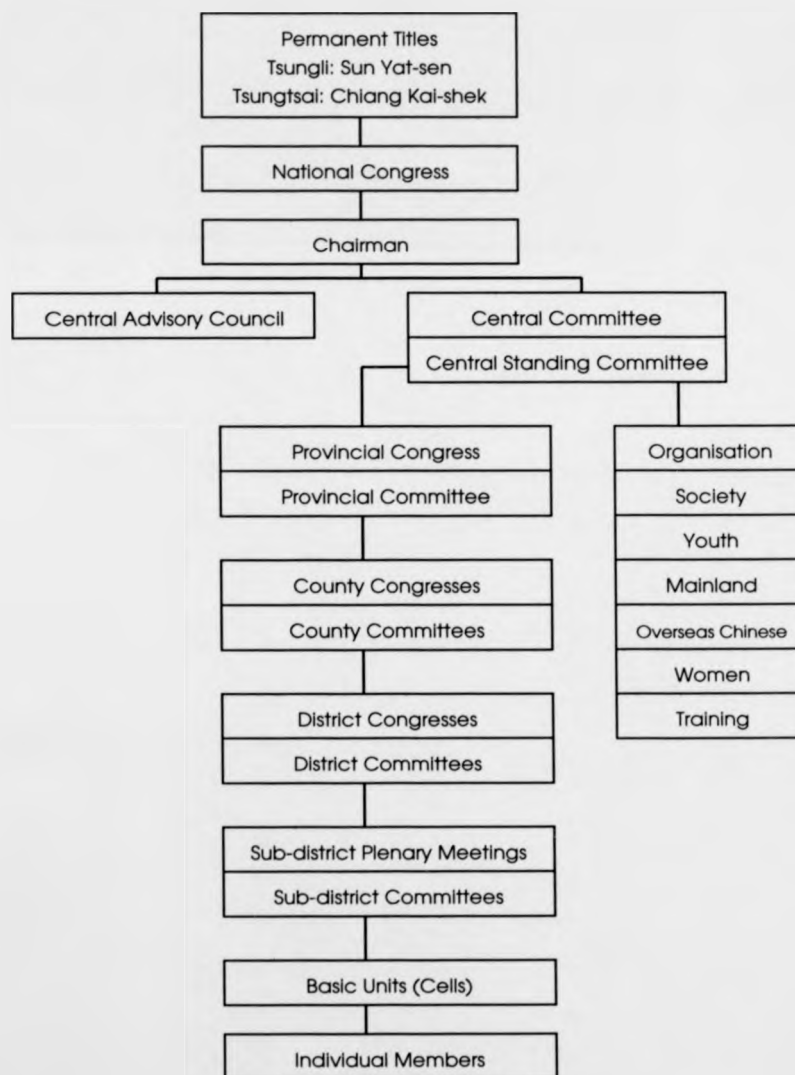 Permanent Titles
Tsungli: Sun Yat-sen
Tsungtsai: Chiang Kai-shek
National Congress
Chairman
Central Advisory Council
Central Committee
Central Standing Committee
Provincial Congress
Provincial Committee
County Congresses
County Committees
District Congresses
District Committees
Sub-district Plenary Meetings
Sub-district Committees
Basic Units (Cells)
Individual Members
Organisation
Society
Youth
Mainland
Overseas Chinese
Women
Training